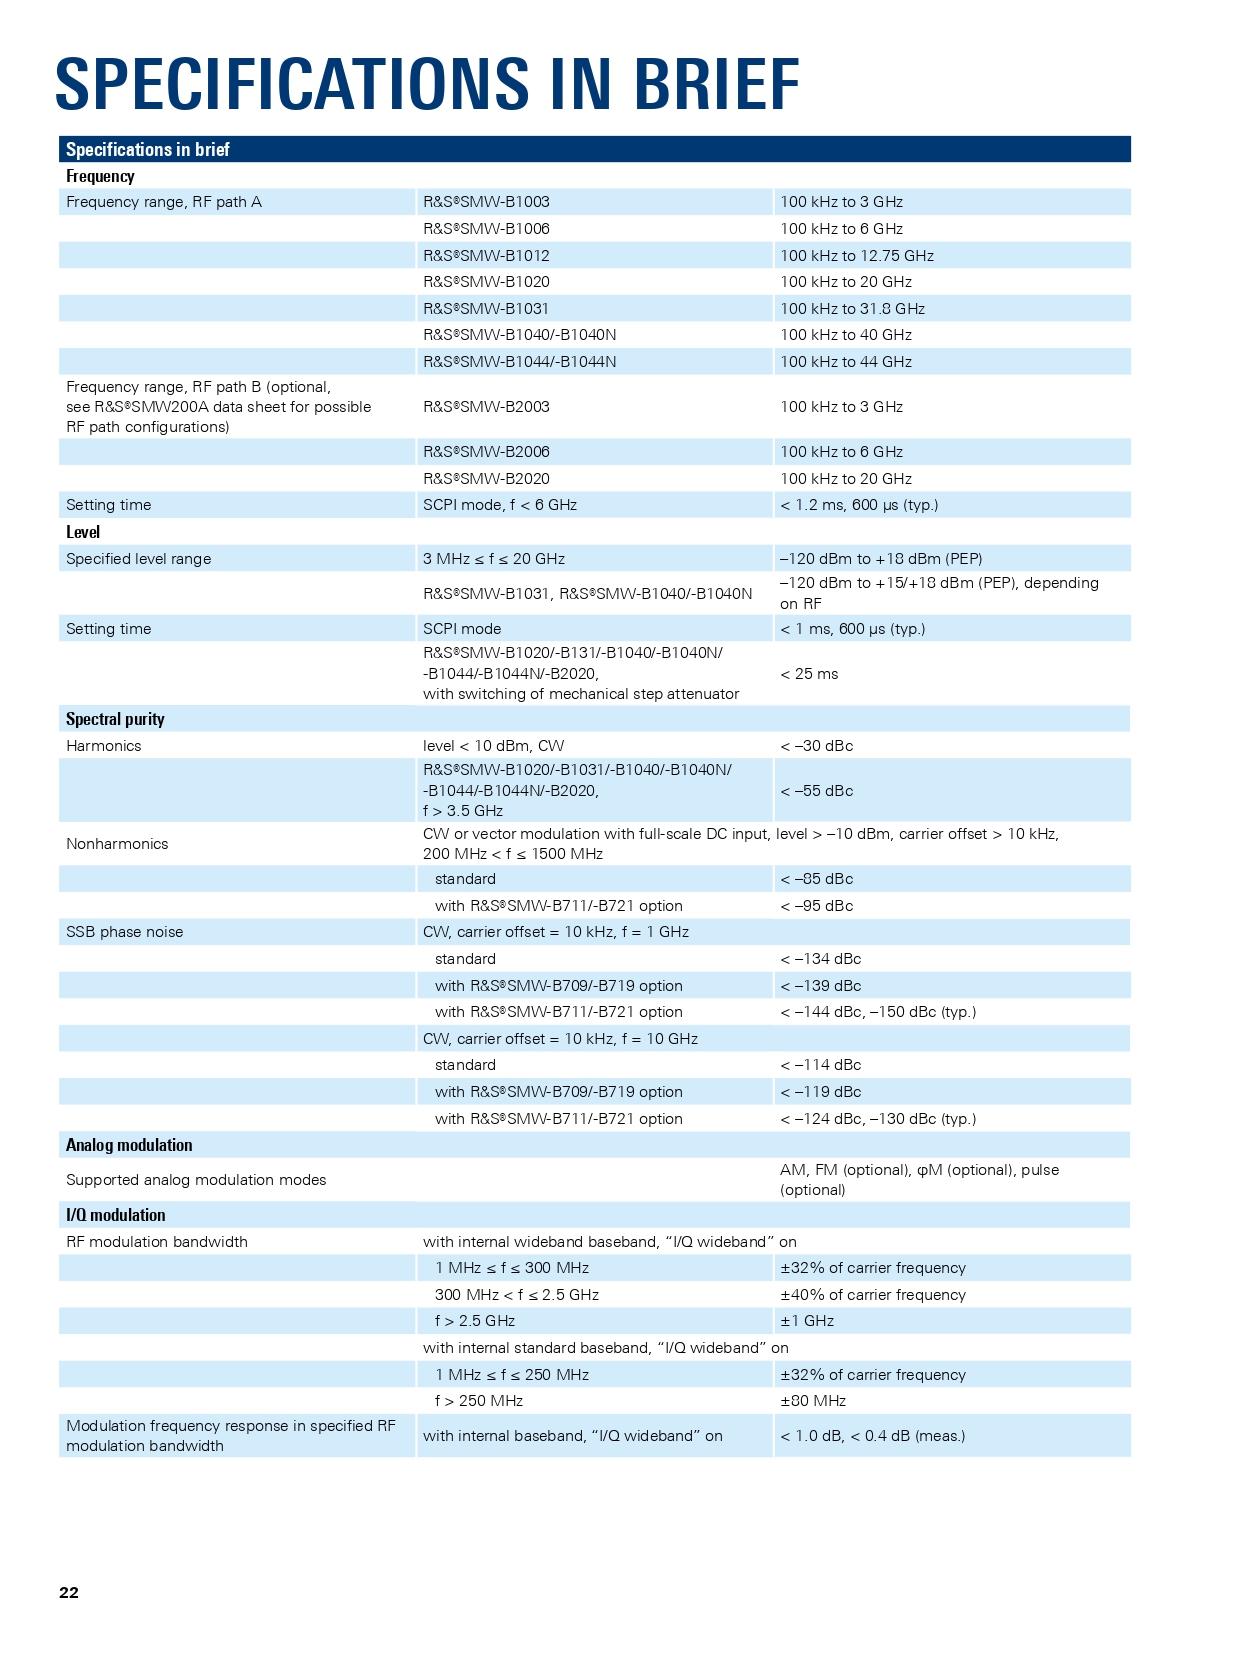 SPECIFICATIONS IN BRIEF
Specifications in brief
Frequency
Frequency range, RF path A R&S®SMW-B1003 100 kHz to 3 GHz
R&S®SMW-B1006 100 kHz to 6 GHz
R&S®SMW-B1012 100 kHz to 12.75 GHz
R&S®SMW-B1020 100 kHz to 20 GHz
R&S®SMW-B1031 100 kHz to 31.8 GHz
R&S®SMW-B1040/-B1040N 100 kHz to 40 GHz
R&S®SMW-B1044/-B1044N 100 kHz to 44 GHz
Frequency range, RF path B (optional,
see R&S®SMW200A data sheet for possible
RF path configurations)
R&S®SMW-B2003 100 kHz to 3 GHz
R&S®SMW-B2006 100 kHz to 6 GHz
R&S®SMW-B2020 100 kHz to 20 GHz
Setting time SCPI mode, f < 6 GHz < 1.2 ms, 600 μs (typ.)
Level
Specified level range 3 MHz ≤ f ≤ 20 GHz –120 dBm to +18 dBm (PEP)
R&S®SMW-B1031, R&S®SMW-B1040/-B1040N
–120 dBm to +15/+18 dBm (PEP), depending
on RF
Setting time SCPI mode < 1 ms, 600 μs (typ.)
R&S®SMW-B1020/-B131/-B1040/-B1040N/
-B1044/-B1044N/-B2020,
with switching of mechanical step attenuator
< 25 ms
Spectral purity
Harmonics level < 10 dBm, CW < –30 dBc
R&S®SMW-B1020/-B1031/-B1040/-B1040N/
-B1044/-B1044N/-B2020,
f > 3.5 GHz
< –55 dBc
Nonharmonics
CW or vector modulation with full-scale DC input, level > –10 dBm, carrier offset > 10 kHz,
200 MHz < f ≤ 1500 MHz
standard < –85 dBc
with R&S®SMW-B711/-B721 option < –95 dBc
SSB phase noise CW, carrier offset = 10 kHz, f = 1 GHz
standard < –134 dBc
with R&S®SMW-B709/-B719 option < –139 dBc
with R&S®SMW-B711/-B721 option < –144 dBc, –150 dBc (typ.)
CW, carrier offset = 10 kHz, f = 10 GHz
standard < –114 dBc
with R&S®SMW-B709/-B719 option < –119 dBc
with R&S®SMW-B711/-B721 option < –124 dBc, –130 dBc (typ.)
Analog modulation
Supported analog modulation modes
AM, FM (optional), φM (optional), pulse
(optional)
I/Q modulation
RF modulation bandwidth with internal wideband baseband, “I/Q wideband” on
1 MHz ≤ f ≤ 300 MHz ±32% of carrier frequency
300 MHz < f ≤ 2.5 GHz ±40% of carrier frequency
f > 2.5 GHz ±1 GHz
with internal standard baseband, “I/Q wideband” on
1 MHz ≤ f ≤ 250 MHz ±32% of carrier frequency
f > 250 MHz ±80 MHz
Modulation frequency response in specified RF
modulation bandwidth
with internal baseband, “I/Q wideband” on < 1.0 dB, < 0.4 dB (meas.)
22